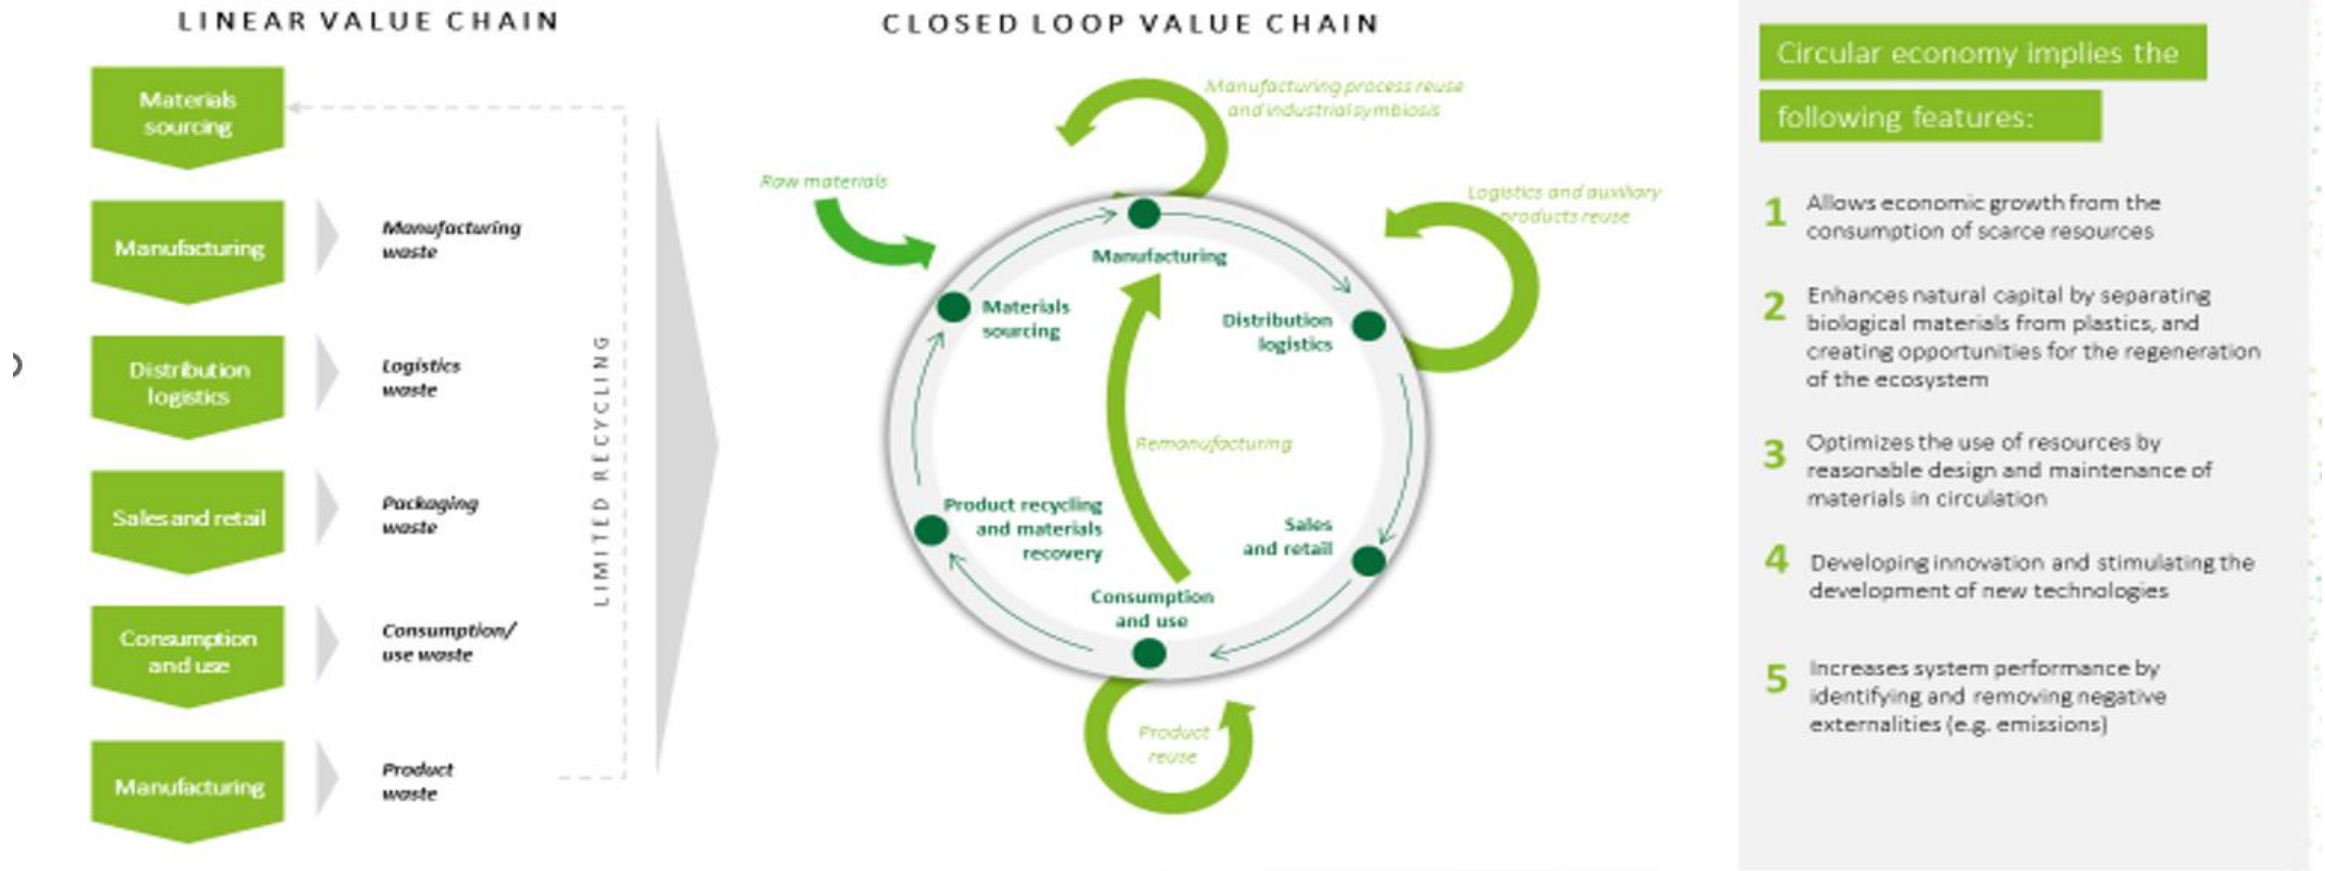 LINEAR VALUE CHAIN
Materials
sourcing
Manufacturing
Manufacturing
waste
Distribution
logistics
Logistics
waste
Sales and retail
Packaging
waste
Consumption
and use
Consumption/
use waste
Manufacturing
Product
waste
LIMITED RECYCLING
CLOSED LOOP VALUE CHAIN
Manufacturing process reuse
and industrial symbiosis
Raw materials
Logistics and auxiliary
products reuse
Manufacturing
Materials
sourcing
Distribution
logistics
Remanufacturing
Product recycling
and materials
recovery
Sales
and retail
Consumption
and use
Product
reuse
Circular economy implies the
following features:
1 Allows economic growth from the
consumption of scarce resources
2 Enhances natural capital by separating
biological materials from plastics, and
creating opportunities for the regeneration
of the ecosystem
3 Optimizes the use of resources by
reasonable design and maintenance of
materials in circulation
4 Developing innovation and stimulating the
development of new technologies
5 Increases system performance by
identifying and removing negative
externalities (e.g. emissions)